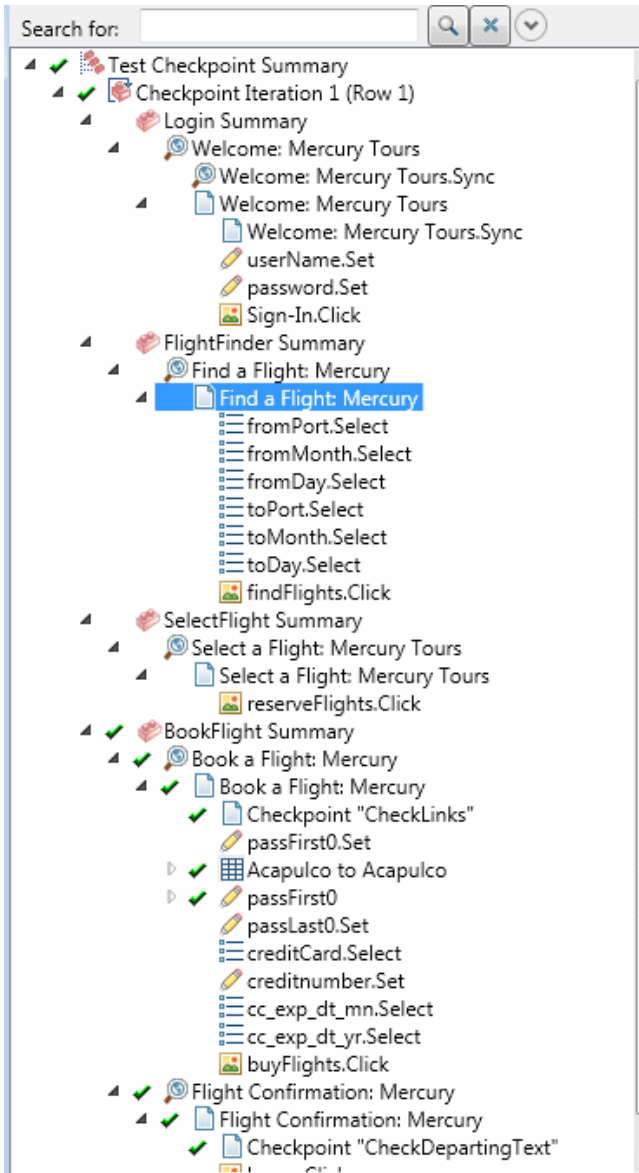 Search for:
Test Checkpoint Summary
Checkpoint Iteration 1 (Row 1)
Login Summary
Welcome: Mercury Tours
Welcome: Mercury Tours.Sync
Welcome: Mercury Tours
Welcome: Mercury Tours.Sync
userName.Set
password.Set
Sign-In.Click
FlightFinder Summary
Find a Flight: Mercury
Find a Flight: Mercury
fromPort.Select
fromMonth.Select
fromDay.Select
toPort.Select
toMonth.Select
toDay.Select
findFlights.Click
SelectFlight Summary
Select a Flight: Mercury Tours
Select a Flight: Mercury Tours
reserveFlights.Click
BookFlight Summary
Book a Flight: Mercury
Book a Flight: Mercury
Checkpoint "CheckLinks"
passFirst0.Set
Acapulco to Acapulco
passFirst0
passLast0.Set
creditCard.Select
creditnumber.Set
cc_exp_dt_mn.Select
cc_exp_dt_yr.Select
buyFlights.Click
Flight Confirmation: Mercury
Flight Confirmation: Mercury
Checkpoint "CheckDepartingText"